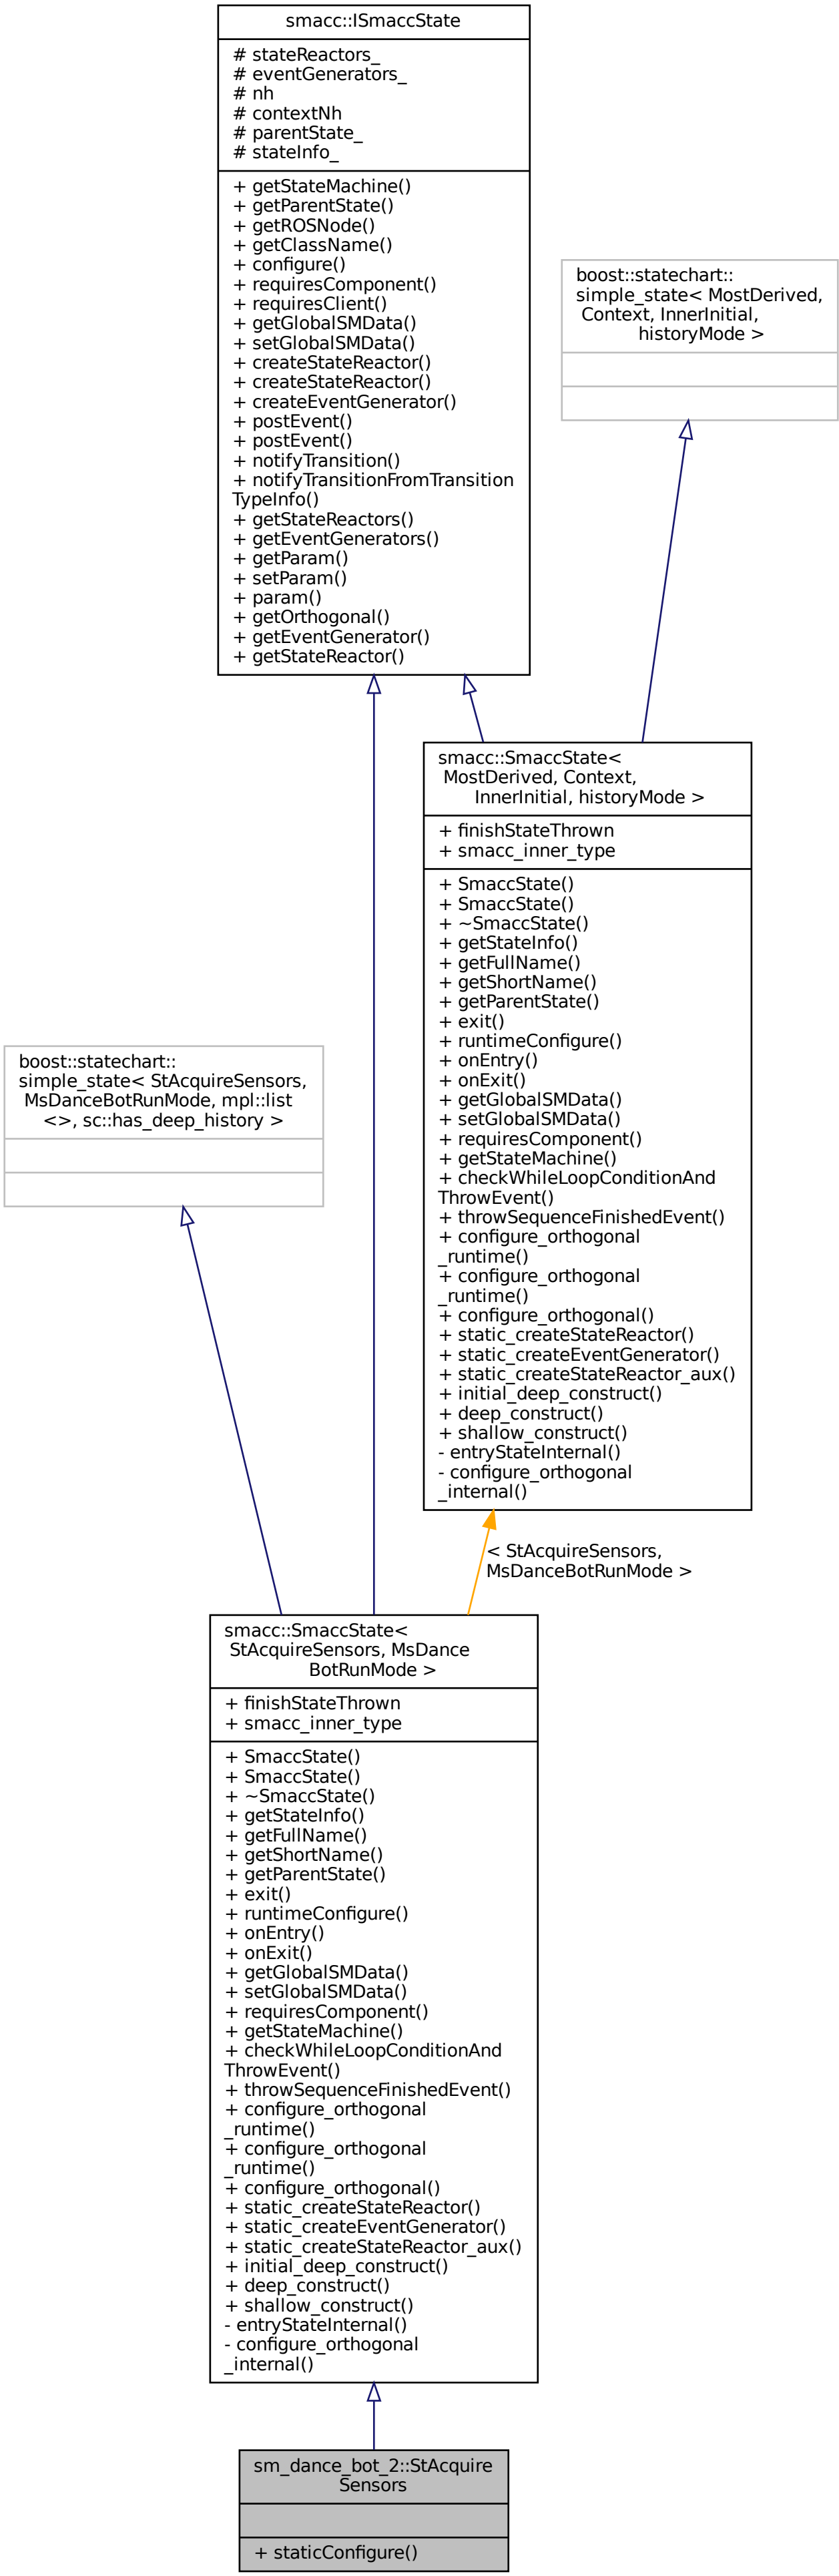 smacc::ISmaccState
# stateReactors_
# eventGenerators_
# nh
# contextNh
# parentState_
# stateInfo_
+ getStateMachine()
+ getParentState()
+ getROSNode()
+ getClassName()
+ configure()
+ requiresComponent()
+ requiresClient()
+ getGlobalSMData()
+ setGlobalSMData()
+ createStateReactor()
+ createStateReactor()
+ createEventGenerator()
+ postEvent()
+ postEvent()
+ notifyTransition()
+ notifyTransitionFromTransition
TypeInfo()
+ getStateReactors()
+ getEventGenerators()
+ getParam()
+ setParam()
+ param()
+ getOrthogonal()
+ getEventGenerator()
+ getStateReactor()
boost::statechart::
simple_state< MostDerived,
Context, InnerInitial,
historyMode >
smacc::SmaccState<
MostDerived, Context,
InnerInitial, historyMode >
+ finishStateThrown
+ smacc_inner_type
+ SmaccState()
+ SmaccState()
+ ~SmaccState()
+ getStateInfo()
+ getFullName()
+ getShortName()
+ getParentState()
+ exit()
+ runtimeConfigure()
+ onEntry()
+ onExit()
+ getGlobalSMData()
+ setGlobalSMData()
+ requiresComponent()
+ getStateMachine()
+ checkWhileLoopConditionAnd
ThrowEvent()
+ throwSequenceFinishedEvent()
+ configure_orthogonal
_runtime()
+ configure_orthogonal
_runtime()
+ configure_orthogonal()
+ static_createStateReactor()
+ static_createEventGenerator()
+ static_createStateReactor_aux()
+ initial_deep_construct()
+ deep_construct()
+ shallow_construct()
- entryStateInternal()
- configure_orthogonal
_internal()
boost::statechart::
simple_state< StAcquireSensors,
MsDanceBotRunMode, mpl::list
<>, sc::has_deep_history >
< StAcquireSensors,
MsDanceBotRunMode >
smacc::SmaccState<
StAcquireSensors, MsDance
BotRunMode >
+ finishStateThrown
+ smacc_inner_type
+ SmaccState()
+ SmaccState()
+ ~SmaccState()
+ getStateInfo()
+ getFullName()
+ getShortName()
+ getParentState()
+ exit()
+ runtimeConfigure()
+ onEntry()
+ onExit()
+ getGlobalSMData()
+ setGlobalSMData()
+ requiresComponent()
+ getStateMachine()
+ checkWhileLoopConditionAnd
ThrowEvent()
+ throwSequenceFinishedEvent()
+ configure_orthogonal
_runtime()
+ configure_orthogonal
_runtime()
+ configure_orthogonal()
+ static_createStateReactor()
+ static_createEventGenerator()
+ static_createStateReactor_aux()
+ initial_deep_construct()
+ deep_construct()
+ shallow_construct()
- entryStateInternal()
- configure_orthogonal
_internal()
sm_dance_bot_2::StAcquire
Sensors
+ staticConfigure()